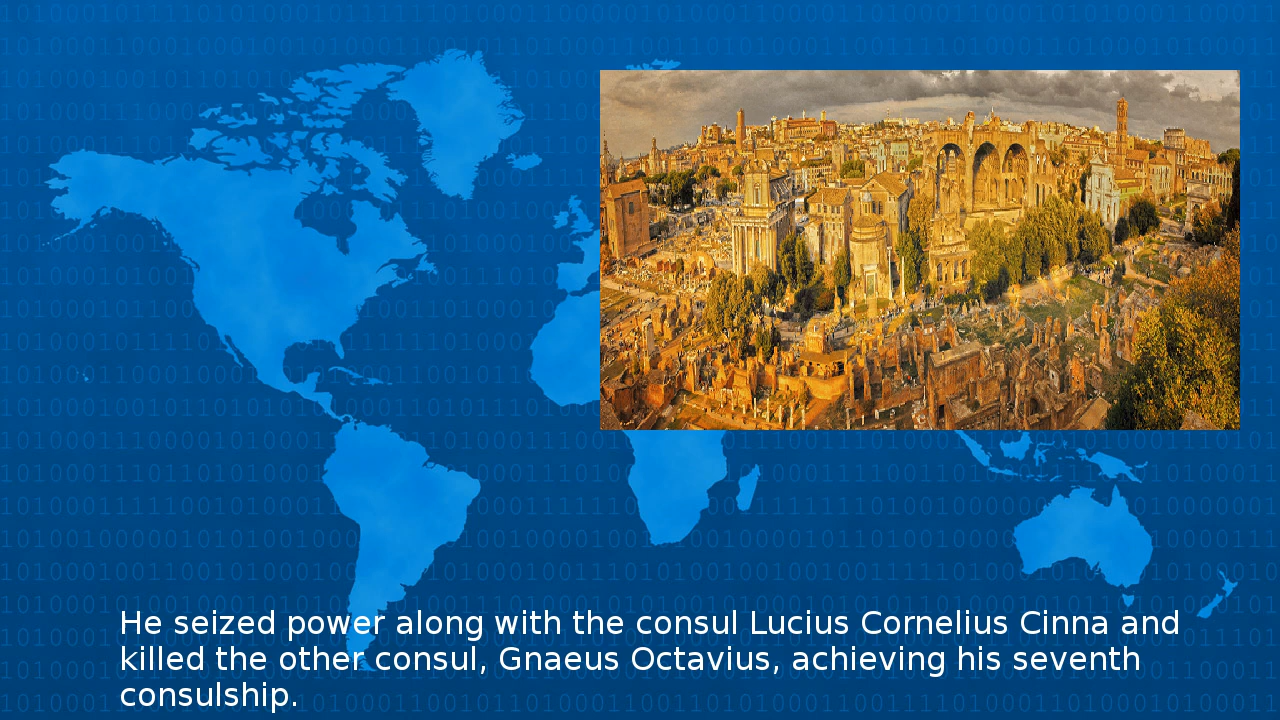 He seized power along with the consul Lucius Cornelius Cinna and
killed the other consul, Gnaeus Octavius, achieving his seventh
consulship.